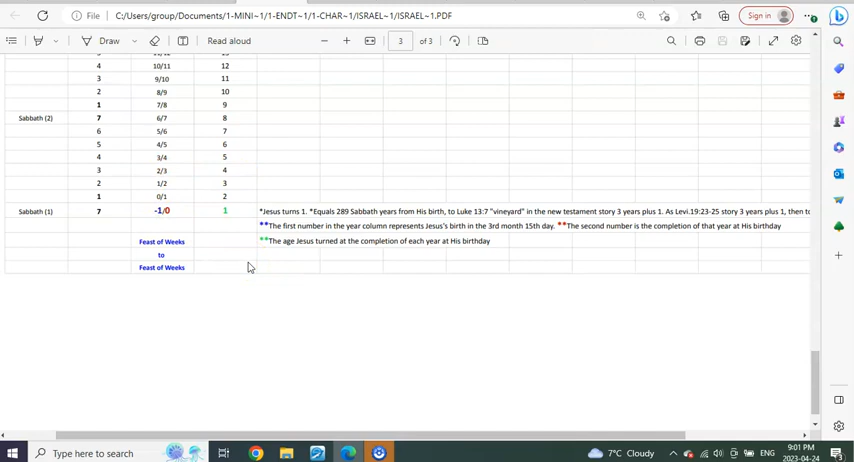 File
C:/Users/group/Documents/1-MINI~1/1-ENDT~1/1-CHAR~1/ISRAEL~1/ISRAEL~1.PDF
Sign in
Draw
Read aloud
3 of 3
4 10/11 12
3 9/10 11
2 8/9 10
1 7/8 9
Sabbath (2) 7 6/7 8
6 5/6 7
5 4/5 6
4 3/4 5
3 2/3 4
2 1/2 3
1 0/1 2
Sabbath (1) 7 -1/0 1 *Jesus turns 1. *Equals 289 Sabbath years from His birth, to Luke 13:7 "vineyard" in the new testament story 3 years plus 1. As Levi.19:23-25 story 3 years plus 1, then to
**The first number in the year column represents Jesus's birth in the 3rd month 15th day. **The second number is the completion of that year at His birthday
Feast of Weeks **The age Jesus turned at the completion of each year at His birthday
to
Feast of Weeks
Type here to search
7°C Cloudy
ENG
9:01 PM
2023-04-24
3